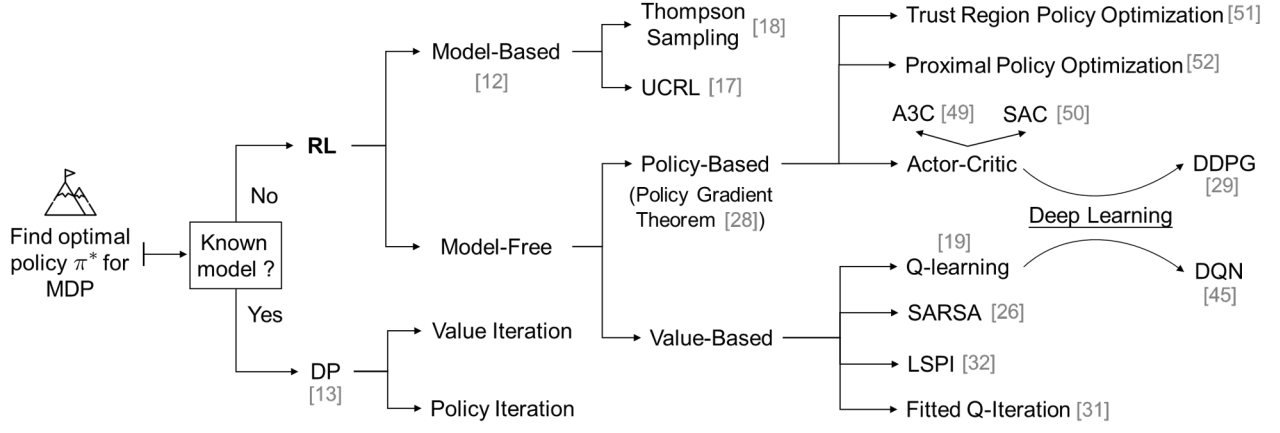 Find optimal
policy π* for
MDP
Known
model ?
No
Yes
RL
DP
[13]
Model-Based
[12]
Model-Free
Value Iteration
Policy Iteration
Thompson
Sampling [18]
UCRL [17]
Policy-Based
(Policy Gradient
Theorem [28])
Value-Based
Trust Region Policy Optimization [51]
Proximal Policy Optimization [52]
A3C [49] SAC [50]
Actor-Critic
DDPG
[29]
Deep Learning
[19]
Q-learning
DQN
[45]
SARSA [26]
LSPI [32]
Fitted Q-Iteration [31]